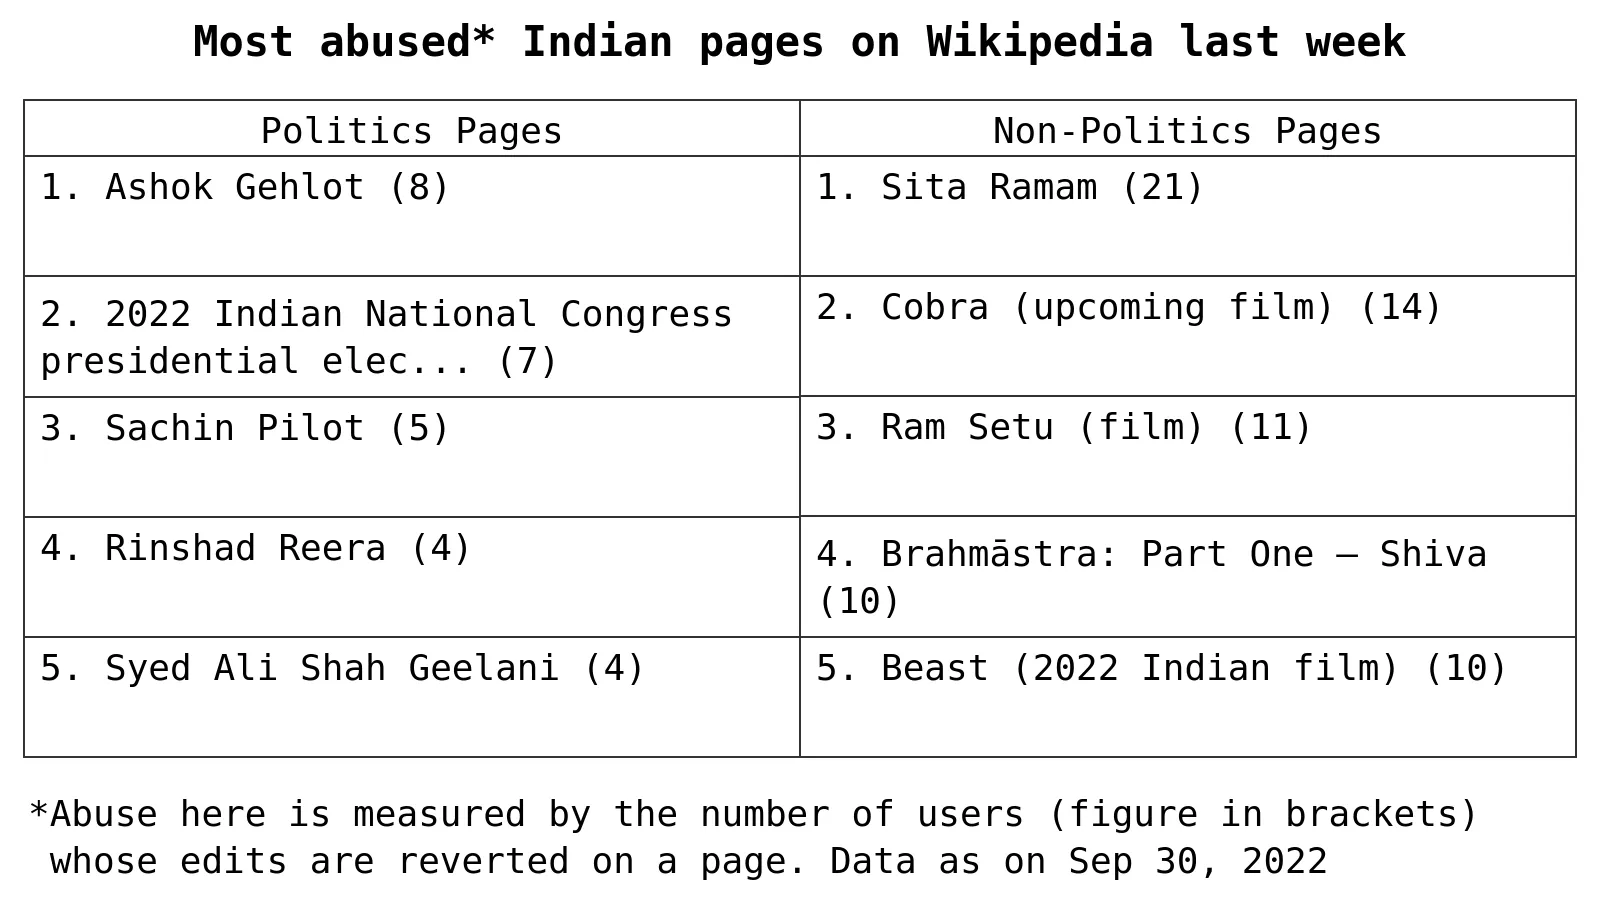 Most abused* Indian pages on Wikipedia last week
Politics Pages
Non-Politics Pages
1. Ashok Gehlot (8)
1. Sita Ramam (21)
2. 2022 Indian National Congress
presidential elec... (7)
2. Cobra (upcoming film) (14)
3. Sachin Pilot (5)
3. Ram Setu (film) (11)
4. Rinshad Reera (4)
4. Brahmāstra: Part One – Shiva
(10)
5. Syed Ali Shah Geelani (4)
5. Beast (2022 Indian film) (10)
*Abuse here is measured by the number of users (figure in brackets)
whose edits are reverted on a page. Data as on Sep 30, 2022